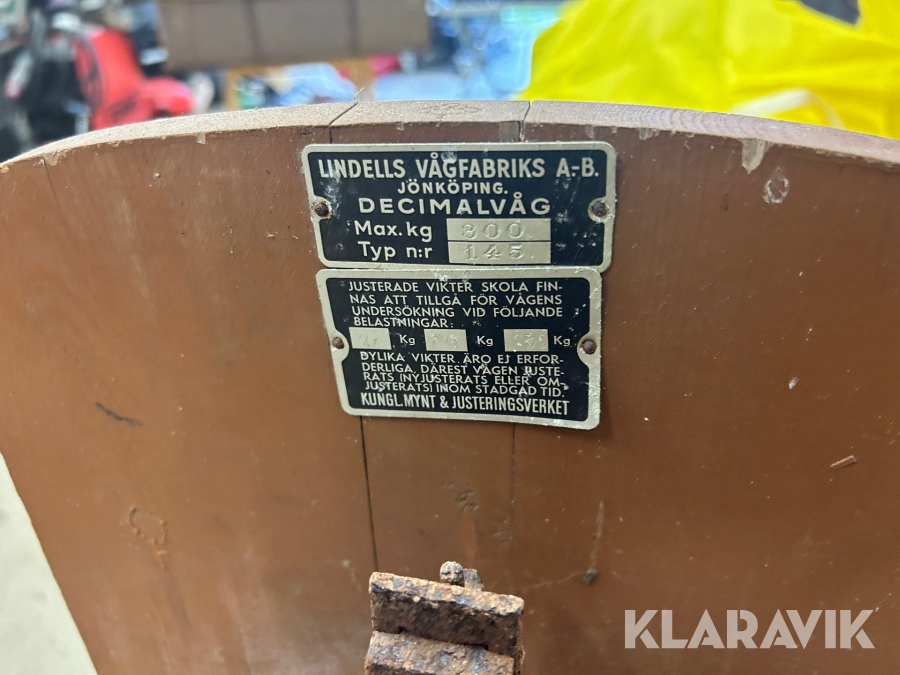 LINDELLS VÅGFABRIKS A.-B.
JÖNKÖPING.
DECIMALVÅG
Max. kg 300.
Typ n:r 145.
JUSTERADE VIKTER SKOLA FIN-
NAS ATT TILLGÅ FÖR VÅGENS
UNDERSÖKNING VID FÖLJANDE
BELASTNINGAR:
Kg Kg Kg
DYLIKA VIKTER ÄRO EJ ERFOR-
DERLIGA, DÄREST VÅGEN JUSTE-
RATS (NYJUSTERATS ELLER OM-
JUSTERATS) INOM STADGAD TID.
KUNGL. MYNT & JUSTERINGSVERKET
KLARAVIK